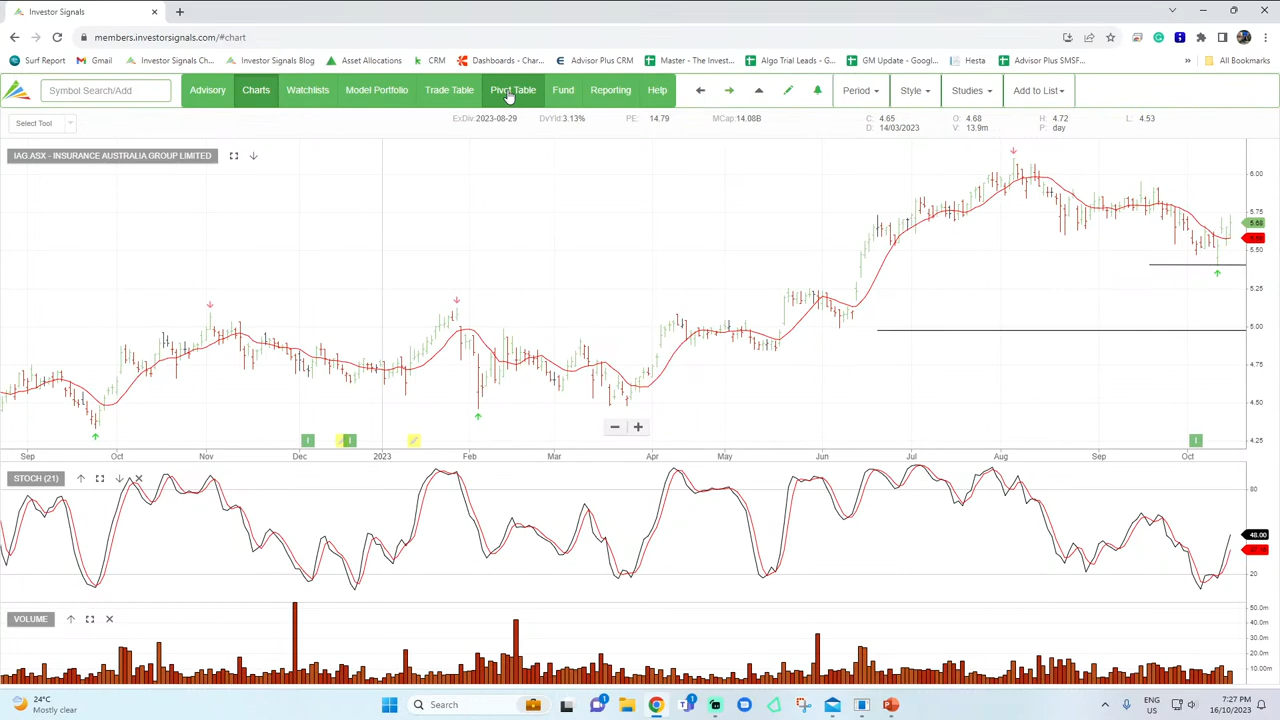 Investor Signals
members.investorsignals.com/#chart
Surf Report
Gmail
Investor Signals Ch...
Investor Signals Blog
Asset Allocations
CRM
Dashboards - Char...
Advisor Plus CRM
Master - The Invest...
Algo Trial Leads - G...
GM Update - Googl...
Hesta
Advisor Plus SMSF...
»
All Bookmarks
Symbol Search/Add
Advisory
Charts
Watchlists
Model Portfolio
Trade Table
Pivot Table
Fund
Reporting
Help
Period
Style
Studies
Add to List
Select Tool
ExDiv:2023-08-29 DvYld:3.13% PE: 14.79 MCap:14.08B
C: 4.65 O: 4.68 H: 4.72 L: 4.53
D: 14/03/2023 V: 13.9m P: day
IAG.ASX - INSURANCE AUSTRALIA GROUP LIMITED
6.00
5.75
5.68
5.50
5.25
5.00
4.75
4.50
4.25
I
I
I
Sep Oct Nov Dec 2023 Feb Mar Apr May Jun Jul Aug Sep Oct
STOCH (21)
80
48.00
20
VOLUME
50.0m
40.0m
30.0m
20.0m
10.00m
24°C
Mostly clear
Search
1
1
ENG
US
7:27 PM
16/10/2023